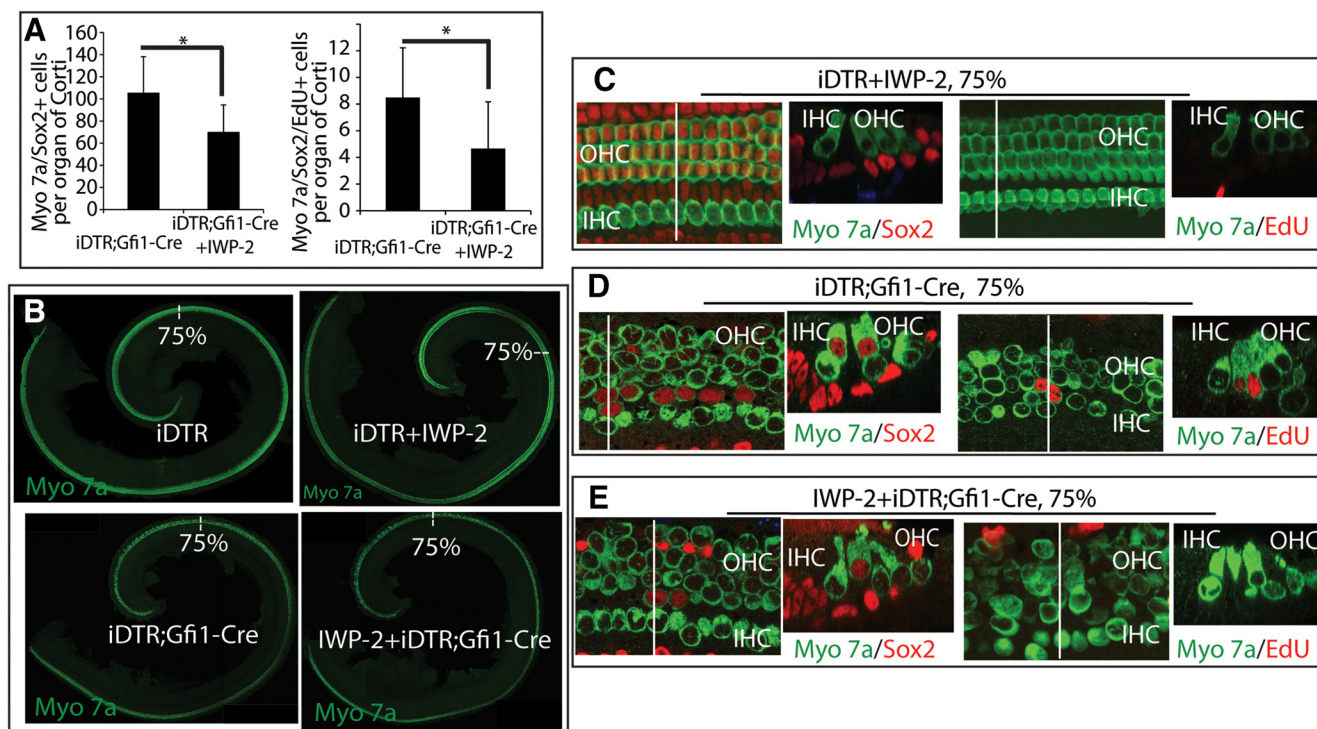 A
Myo 7a/Sox2+ cells
per organ of Corti
160
140
120
100
80
60
40
20
0
*
iDTR;Gfi1-Cre
iDTR;Gfi1-Cre
+IWP-2
Myo 7a/Sox2/EdU+ cells
per organ of Corti
12
10
8
6
4
2
0
*
iDTR;Gfi1-Cre
iDTR;Gfi1-Cre
+IWP-2
B
75%
iDTR
Myo 7a
75%--
iDTR+IWP-2
Myo 7a
75%
iDTR;Gfi1-Cre
Myo 7a
75%
IWP-2+iDTR;Gfi1-Cre
Myo 7a
C
iDTR+IWP-2, 75%
OHC
IHC
IHC OHC
Myo 7a/Sox2
OHC
IHC
IHC OHC
Myo 7a/EdU
D
iDTR;Gfi1-Cre, 75%
OHC
IHC OHC
Myo 7a/Sox2
OHC
IHC
IHC OHC
Myo 7a/EdU
E
IWP-2+iDTR;Gfi1-Cre, 75%
OHC
IHC
IHC OHC
Myo 7a/Sox2
OHC
IHC
IHC OHC
Myo 7a/EdU